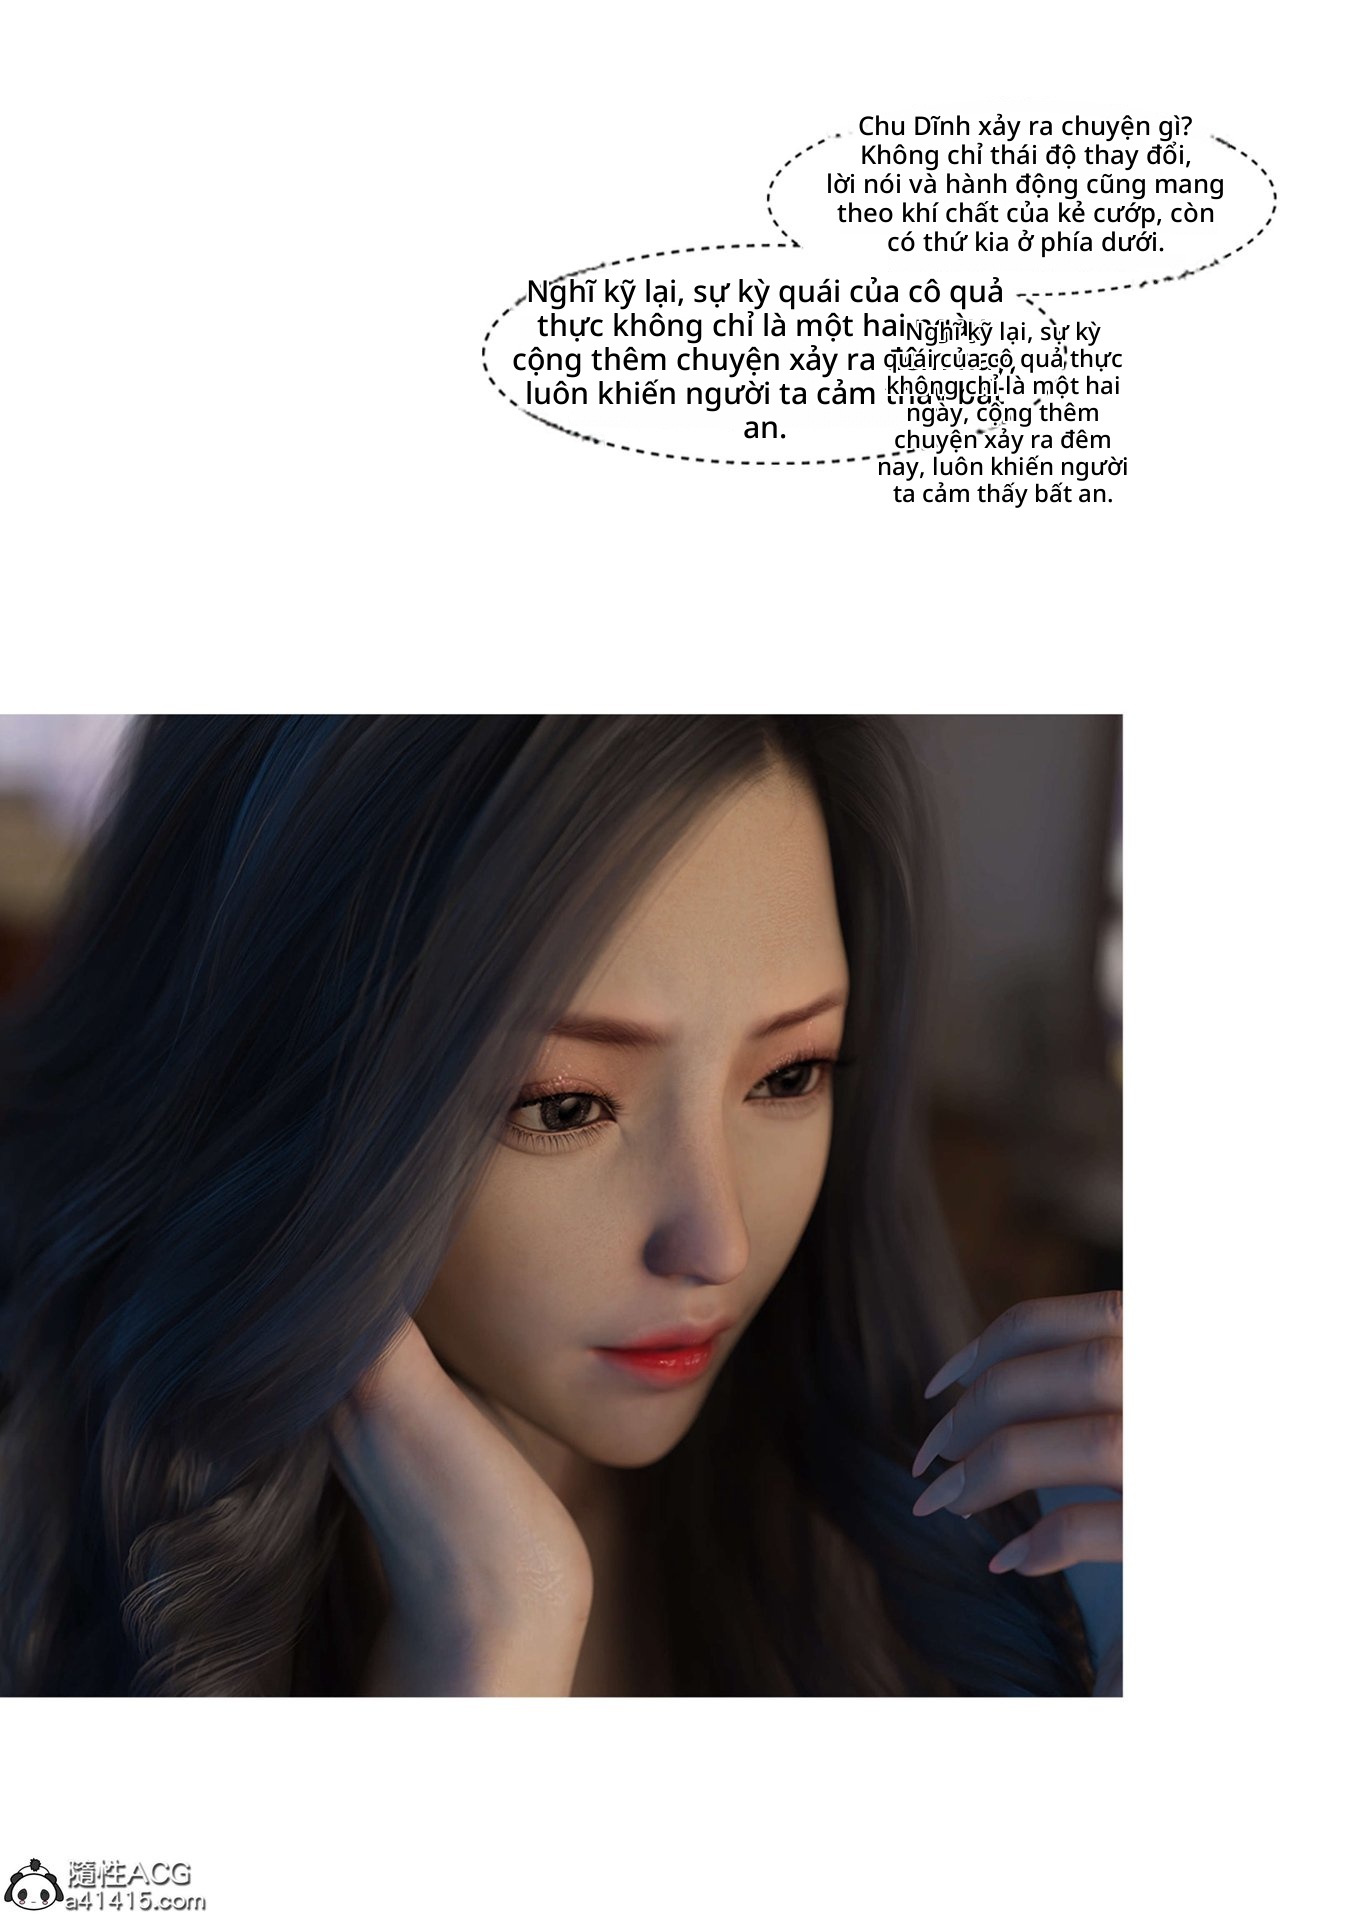 Chu Dĩnh xảy ra chuyện gì?
Không chỉ thái độ thay đổi,
lời nói và hành động cũng mang
theo khí chất của kẻ cướp, còn
có thứ kia ở phía dưới.
Nghĩ kỹ lại, sự kỳ quái của cô quả
thực không chỉ là một hai
cộng thêm chuyện xảy ra
luôn khiến người ta cảm thấy bất
an.
Nghĩ kỹ lại, sự kỳ
quái của cô quả thực
không chỉ là một hai
ngày, cộng thêm
chuyện xảy ra đêm
nay, luôn khiến người
ta cảm thấy bất an.
隨性ACG
a41415.com